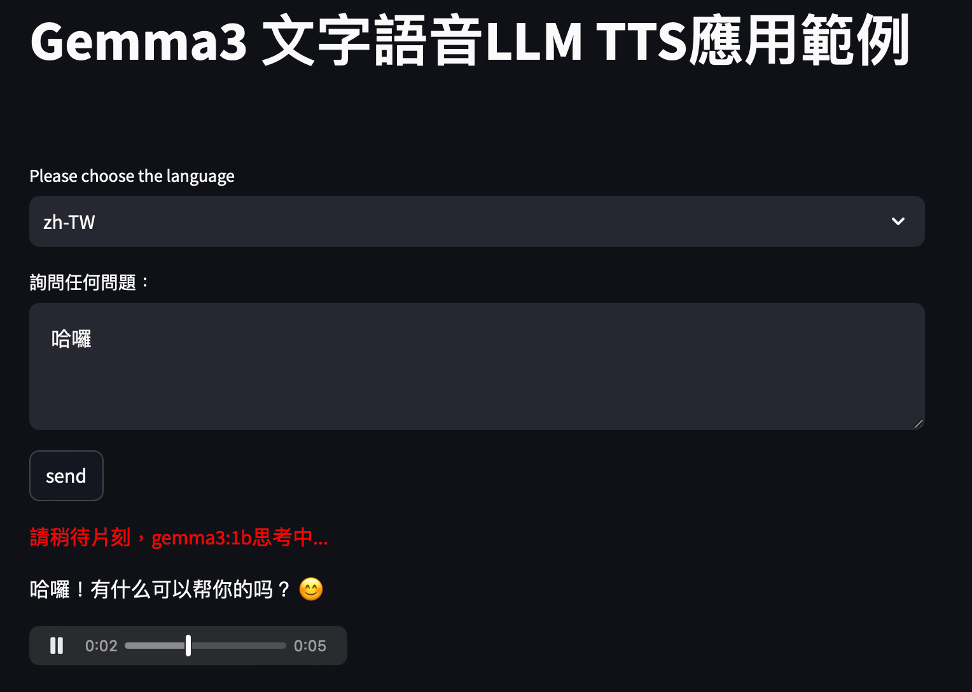 Gemma3 文字語音LLM TTS應用範例
Please choose the language
zh-TW
詢問任何問題：
哈囉
send
請稍待片刻，gemma3:1b思考中...
哈囉！有什么可以帮你的吗？ 😊
0:02 0:05